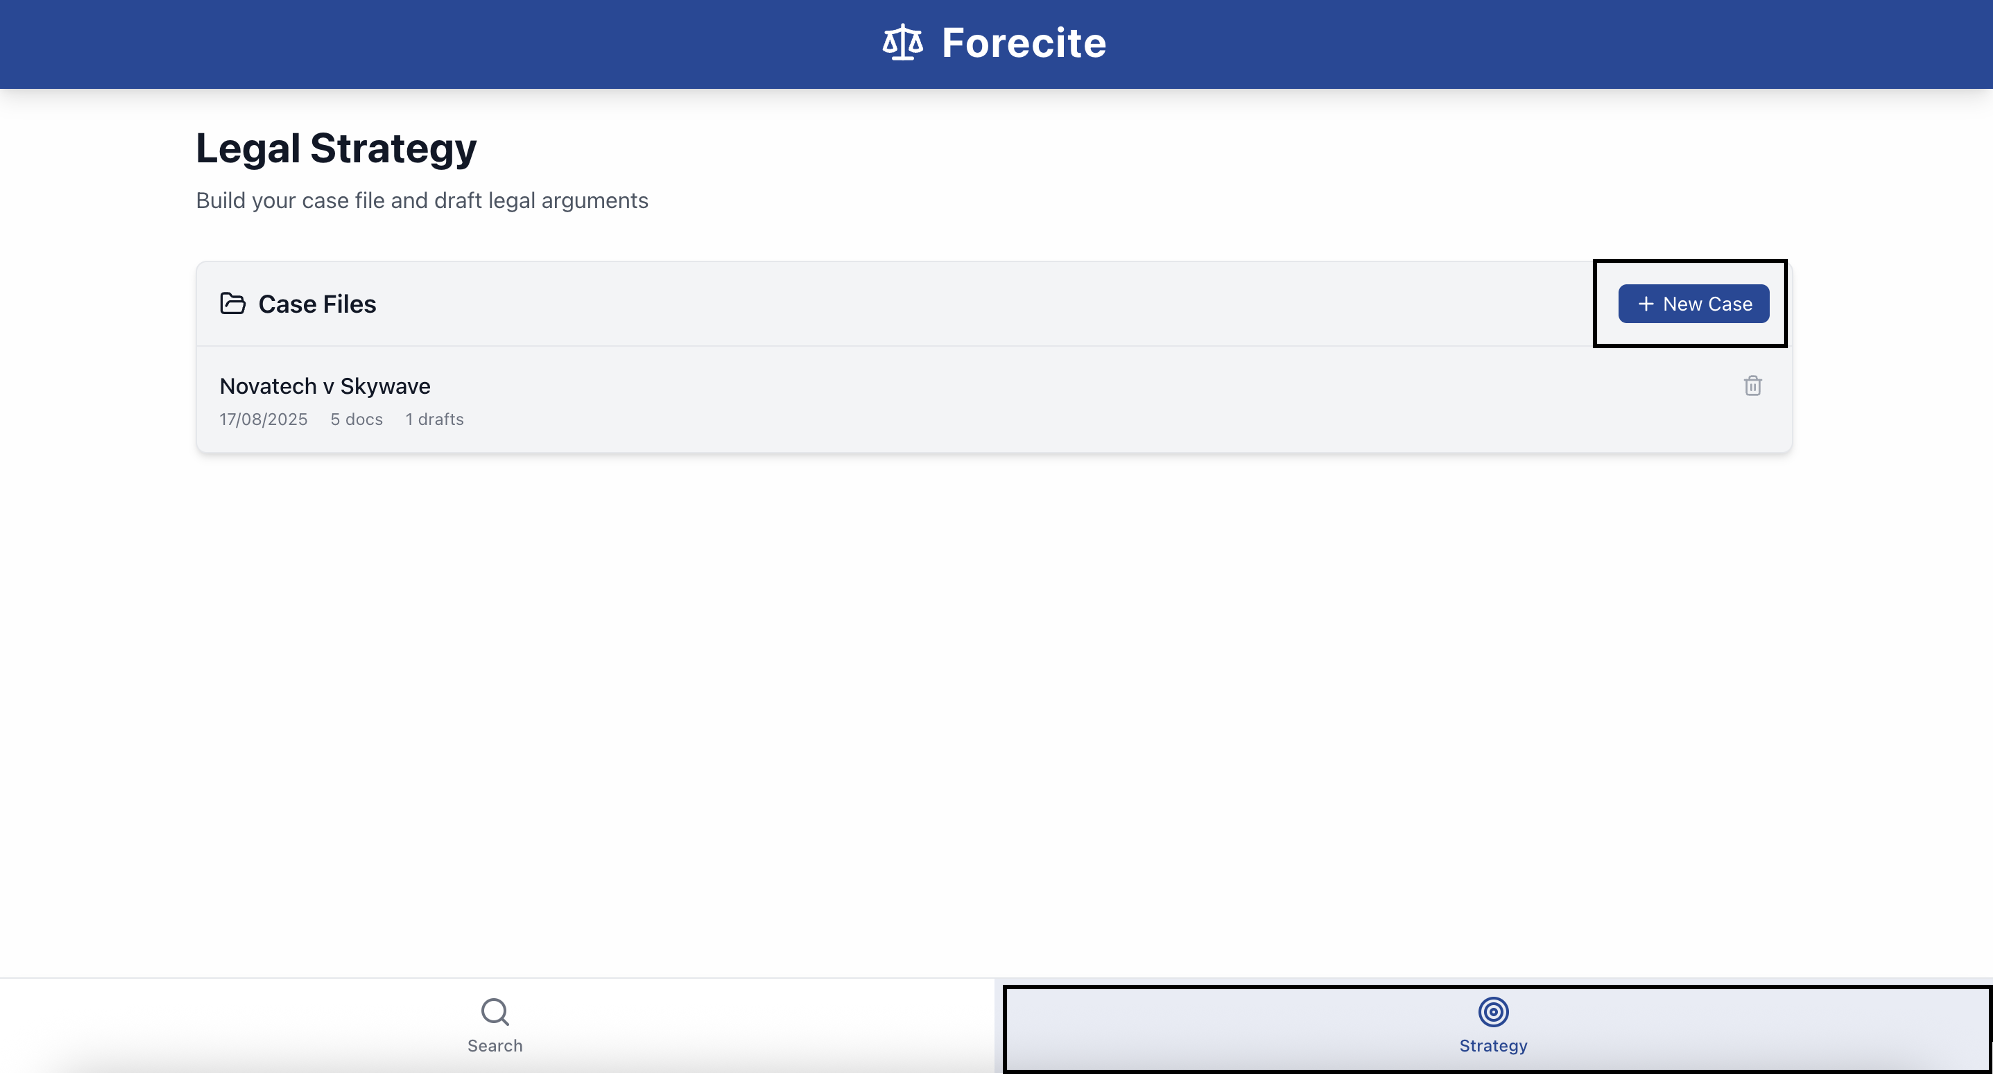 Forecite
Legal Strategy
Build your case file and draft legal arguments
Case Files
+ New Case
Novatech v Skywave
17/08/2025 5 docs 1 drafts
Search
Strategy